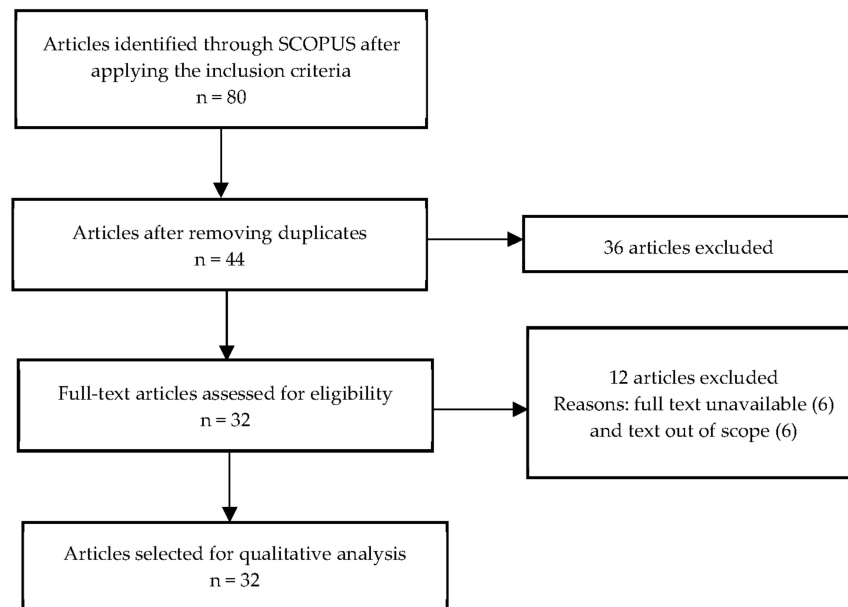 Articles identified through SCOPUS after
applying the inclusion criteria
n = 80
Articles after removing duplicates
n = 44
36 articles excluded
Full-text articles assessed for eligibility
n = 32
12 articles excluded
Reasons: full text unavailable (6)
and text out of scope (6)
Articles selected for qualitative analysis
n = 32